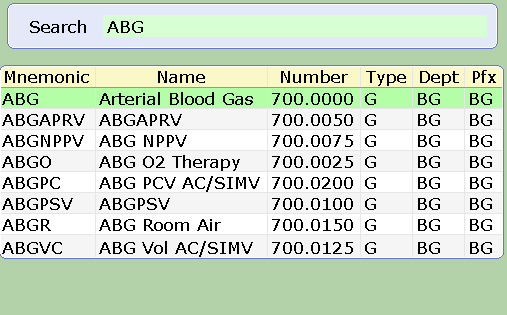 Search ABG
Mnemonic Name Number Type Dept Pfx
ABG Arterial Blood Gas 700.0000 G BG BG
ABGAPRV ABGAPRV 700.0050 G BG BG
ABGNPPV ABG NPPV 700.0075 G BG BG
ABGO ABG O2 Therapy 700.0025 G BG BG
ABGPC ABG PCV AC/SIMV 700.0200 G BG BG
ABGPSV ABGPSV 700.0100 G BG BG
ABGR ABG Room Air 700.0150 G BG BG
ABGVC ABG Vol AC/SIMV 700.0125 G BG BG